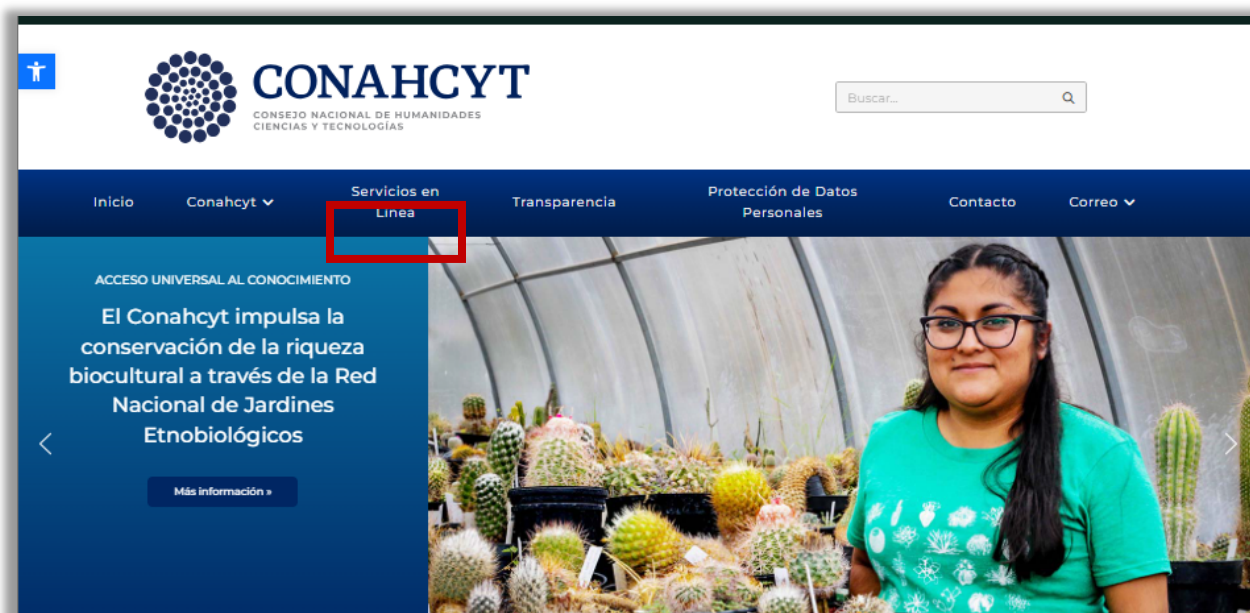 CONAHCYT
CONSEJO NACIONAL DE HUMANIDADES
CIENCIAS Y TECNOLOGÍAS
Buscar...
Inicio
Conahcyt
Servicios en
Línea
Transparencia
Protección de Datos
Personales
Contacto
Correo
ACCESO UNIVERSAL AL CONOCIMIENTO
El Conahcyt impulsa la
conservación de la riqueza
biocultural a través de la Red
Nacional de Jardines
Etnobiológicos
Más información »